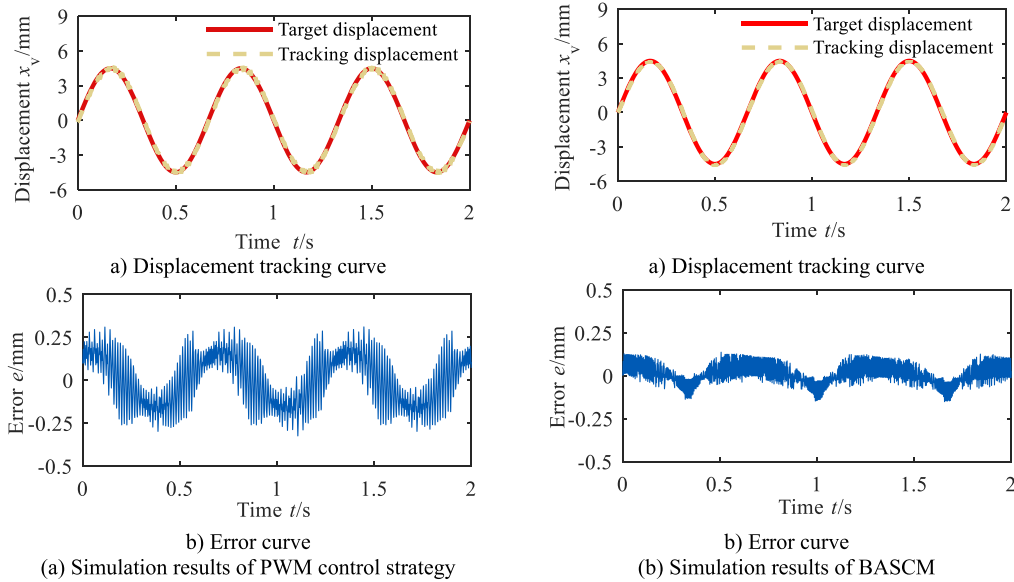 9
6
3
0
-3
-6
Displacement xv/mm
Target displacement
Tracking displacement
0
0.5
1
1.5
2
Time t/s
a) Displacement tracking curve
0.5
0.25
0
-0.25
-0.5
Error e/mm
0
0.5
1
1.5
2
Time t/s
b) Error curve
(a) Simulation results of PWM control strategy
9
6
3
0
-3
-6
Displacement xv/mm
Target displacement
Tracking displacement
0
0.5
1
1.5
2
Time t/s
a) Displacement tracking curve
0.5
0.25
0
-0.25
-0.5
Error e/mm
0
0.5
1
1.5
2
Time t/s
b) Error curve
(b) Simulation results of BASCM